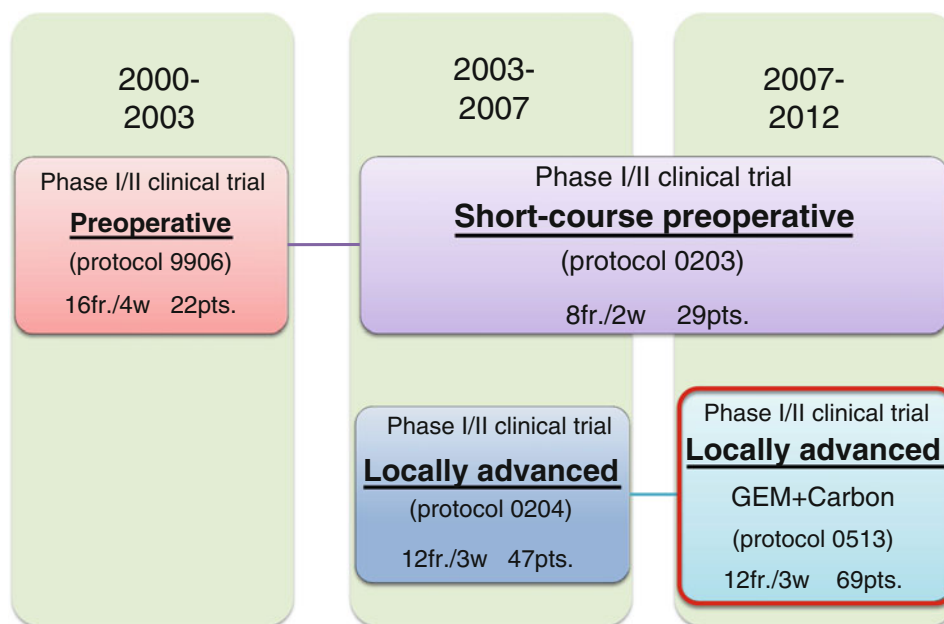 2000-
2003
2003-
2007
2007-
2012
Phase I/II clinical trial
Preoperative
(protocol 9906)
16fr./4w 22pts.
Phase I/II clinical trial
Short-course preoperative
(protocol 0203)
8fr./2w 29pts.
Phase I/II clinical trial
Locally advanced
(protocol 0204)
12fr./3w 47pts.
Phase I/II clinical trial
Locally advanced
GEM+Carbon
(protocol 0513)
12fr./3w 69pts.